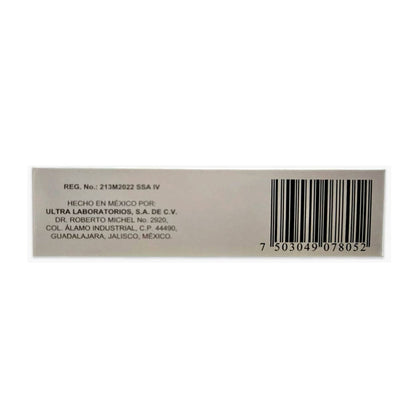 REG. No.: 213M2022 SSA IV
HECHO EN MÉXICO POR:
ULTRA LABORATORIOS, S.A. DE C.V.
DR. ROBERTO MICHEL No. 2920,
COL. ÁLAMO INDUSTRIAL, C.P. 44490,
GUADALAJARA, JALISCO, MÉXICO.
7 503049 078052